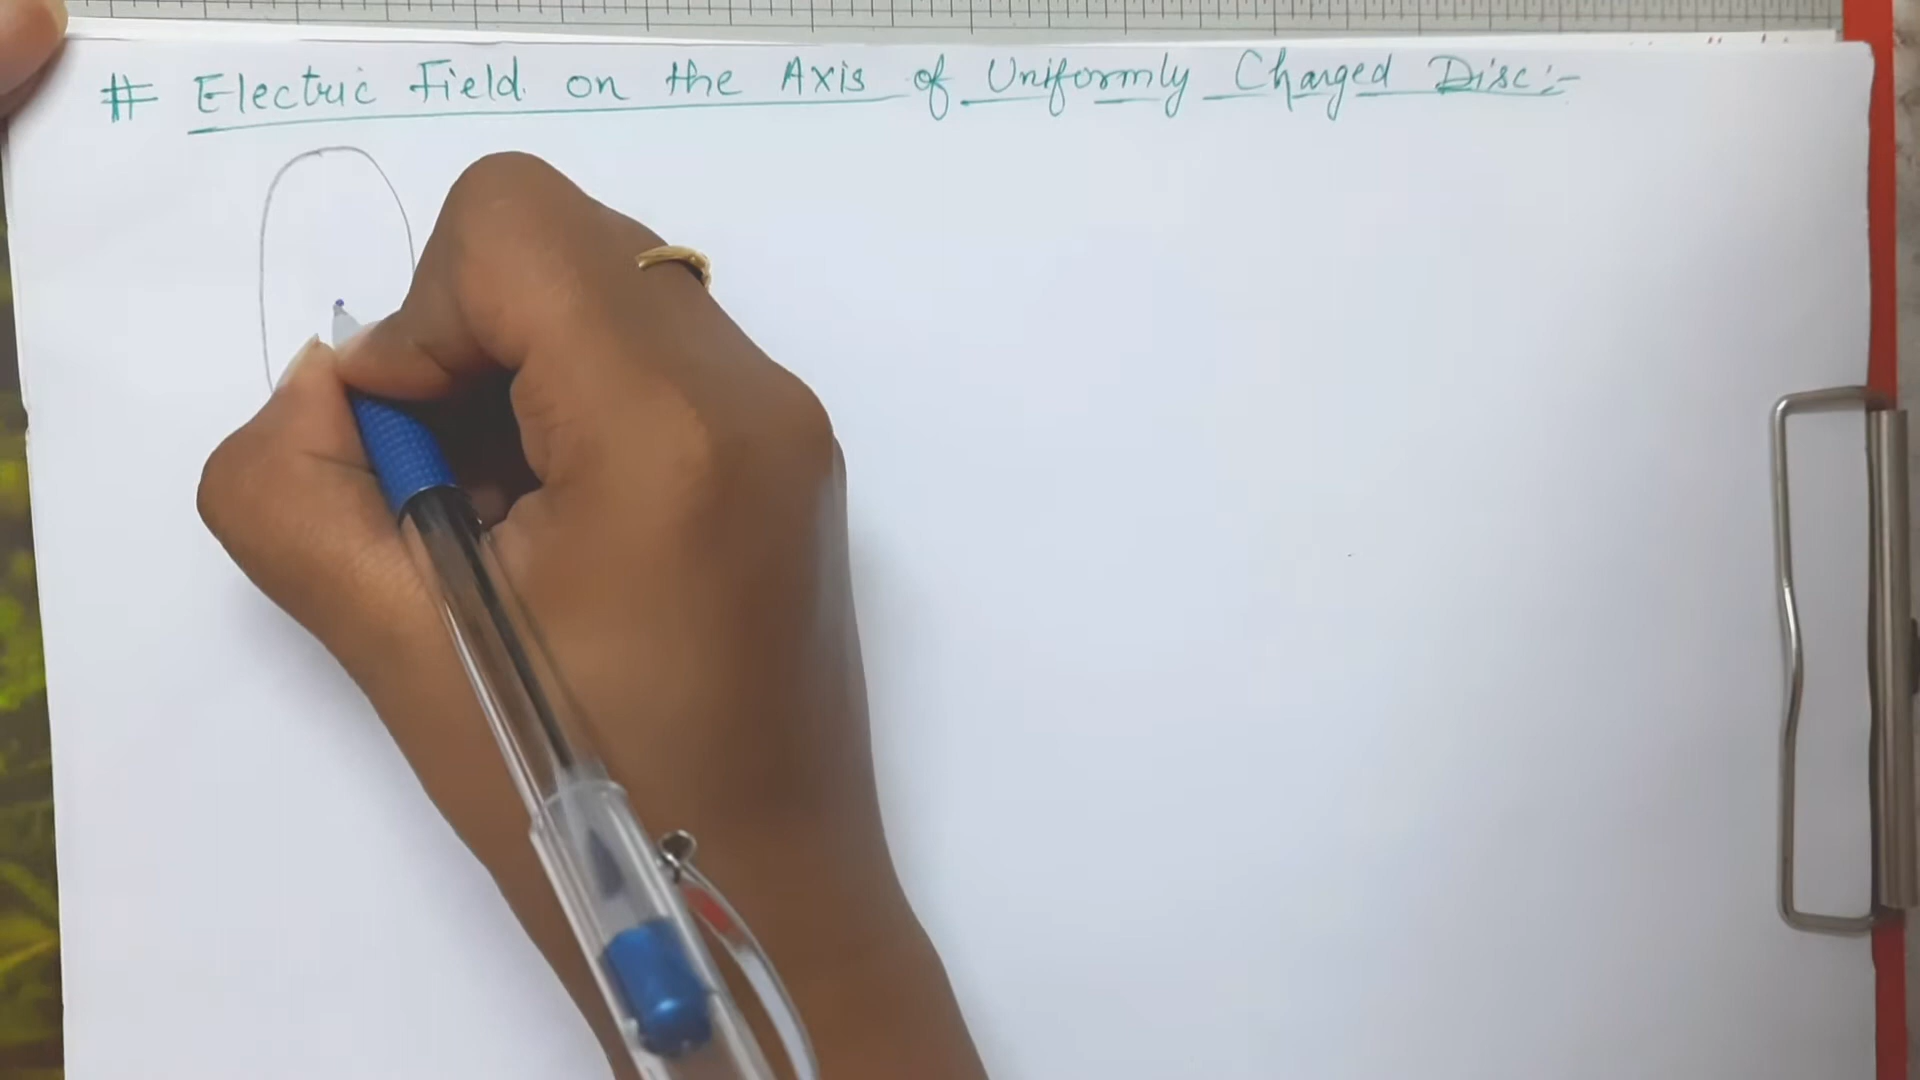 # Electric Field on the Axis of Uniformly Charged Disc:-